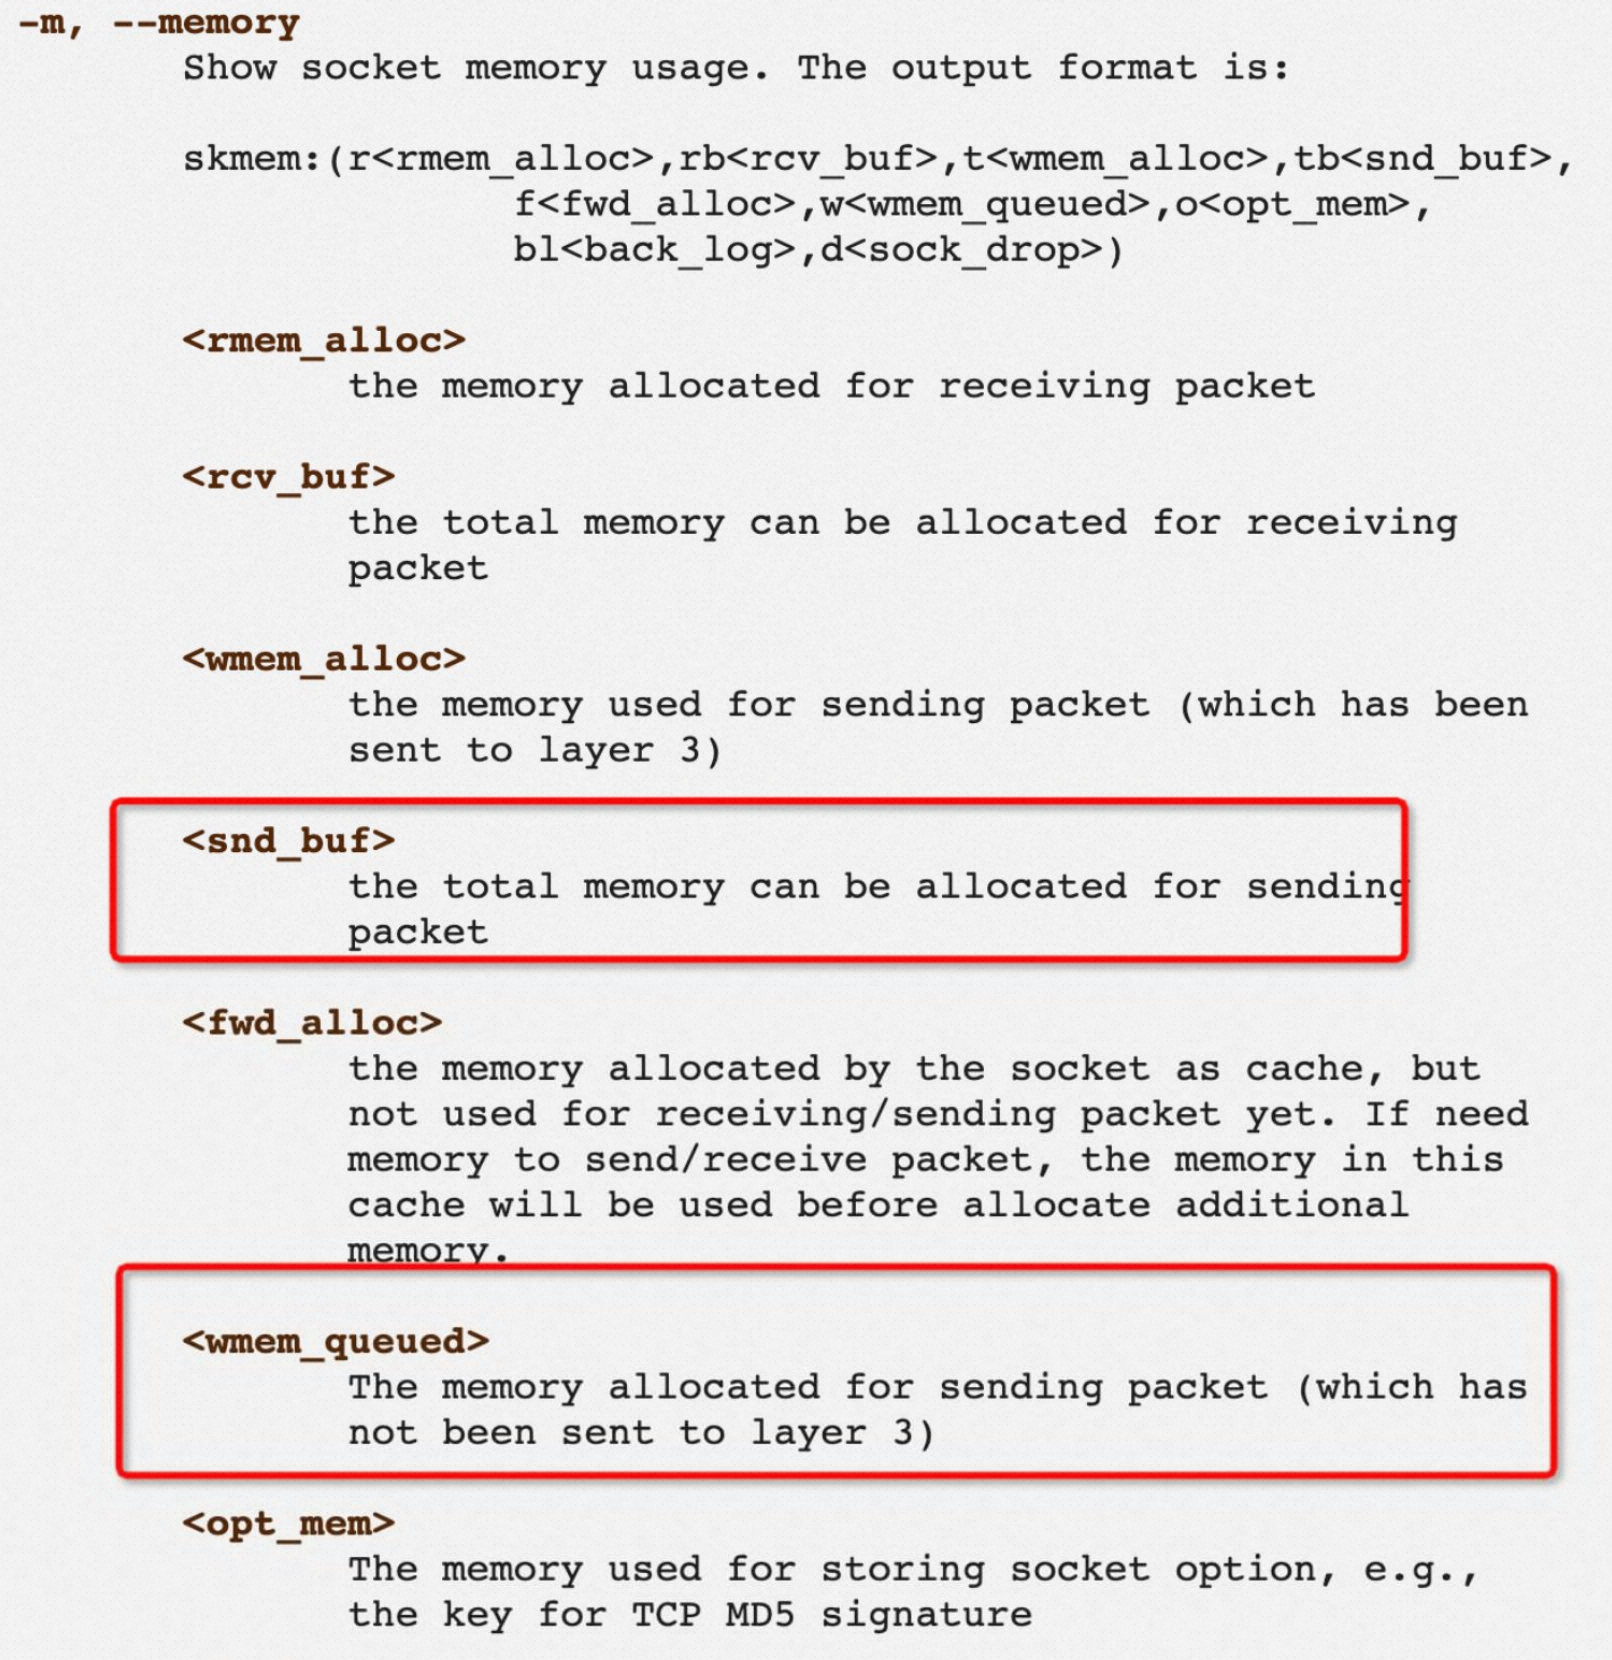 -m, --memory
Show socket memory usage. The output format is:
skmem:(r<rmem_alloc>,rb<rcv_buf>,t<wmem_alloc>,tb<snd_buf>,
f<fwd_alloc>,w<wmem_queued>,o<opt_mem>,
bl<back_log>,d<sock_drop>)
<rmem_alloc>
the memory allocated for receiving packet
<rcv_buf>
the total memory can be allocated for receiving
packet
<wmem_alloc>
the memory used for sending packet (which has been
sent to layer 3)
<snd_buf>
the total memory can be allocated for sending
packet
<fwd_alloc>
the memory allocated by the socket as cache, but
not used for receiving/sending packet yet. If need
memory to send/receive packet, the memory in this
cache will be used before allocate additional
memory.
<wmem_queued>
The memory allocated for sending packet (which has
not been sent to layer 3)
<opt_mem>
The memory used for storing socket option, e.g.,
the key for TCP MD5 signature